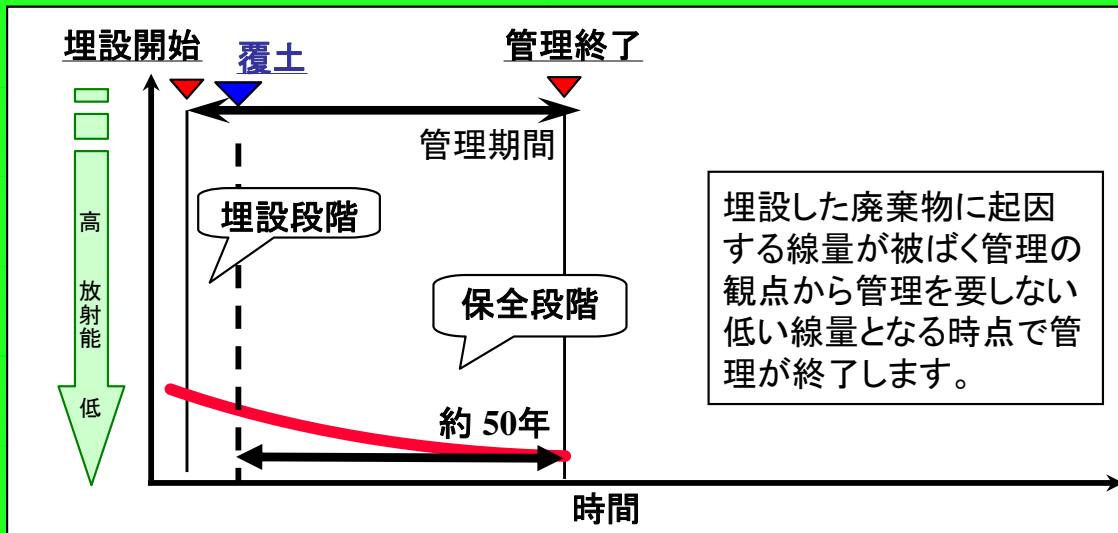 埋設開始
覆土
管理終了
管理期間
埋設段階
保全段階
高
放射能
低
約 50年
時間
埋設した廃棄物に起因
する線量が被ばく管理の
観点から管理を要しない
低い線量となる時点で管
理が終了します。